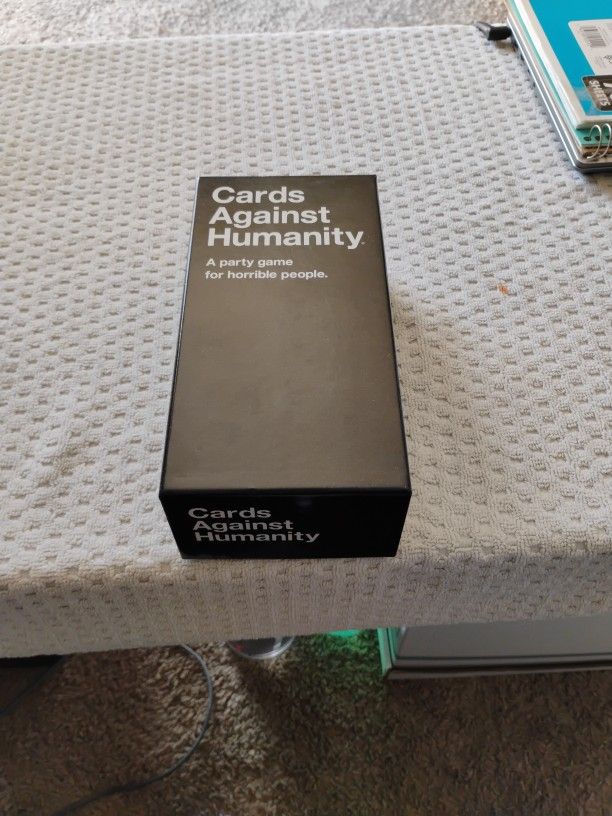 Cards
Against
Humanity.
A party game
for horrible people.
Cards
Against
Humanity